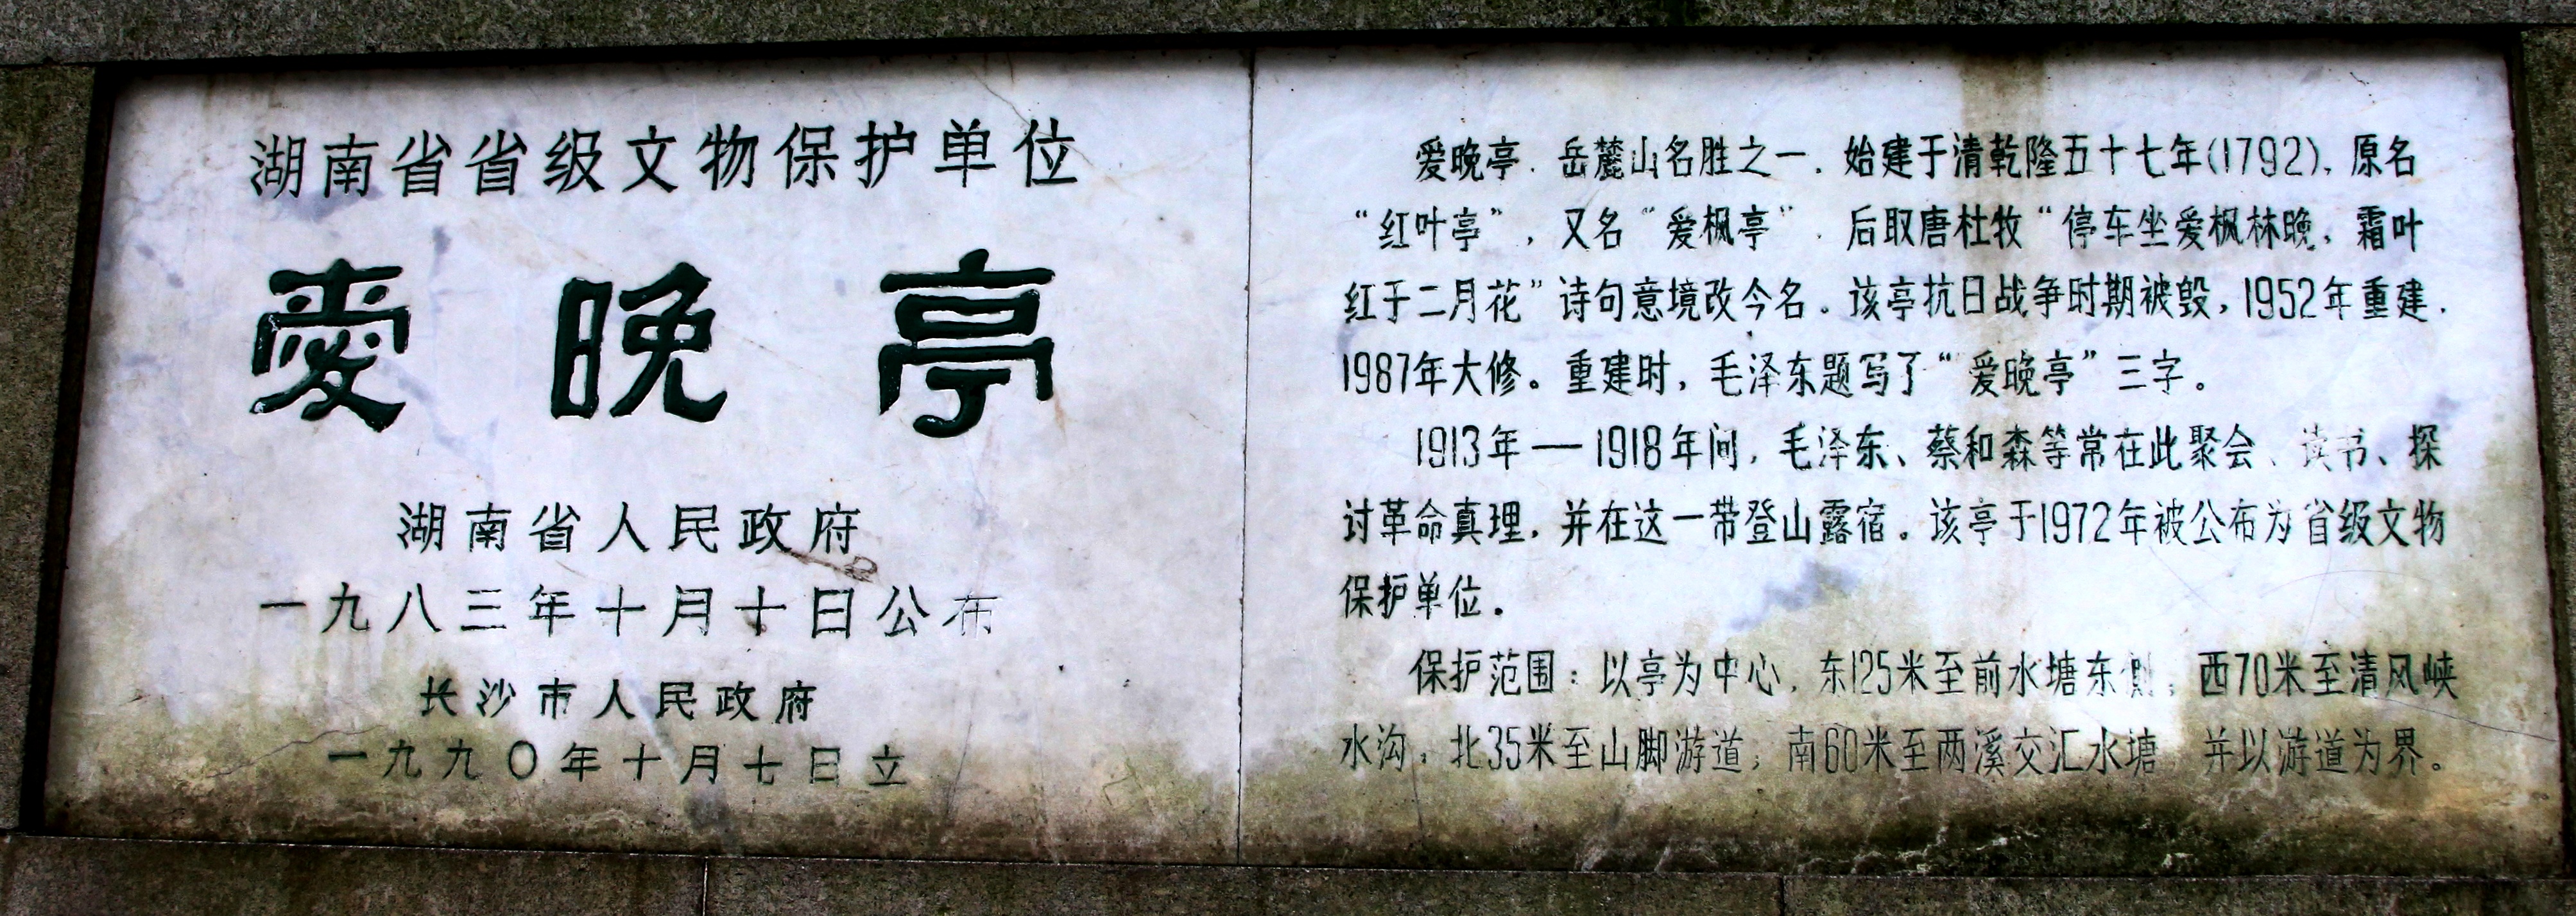 湖南省省级文物保护单位
愛晚亭
湖南省人民政府
一九八三年十月十日公布
长沙市人民政府
一九九〇年十月七日立
爱晚亭，岳麓山名胜之一，始建于清乾隆五十七年(1792)，原名
“红叶亭”，又名“爱枫亭”，后取唐杜牧“停车坐爱枫林晚，霜叶
红于二月花”诗句意境改今名。该亭抗日战争时期被毁，1952年重建，
1987年大修。重建时，毛泽东题写了“爱晚亭”三字。
1913年—1918年间，毛泽东、蔡和森等常在此聚会、读书、探
讨革命真理，并在这一带登山露宿。该亭于1972年被公布为省级文物
保护单位。
保护范围：以亭为中心，东125米至前水塘东侧；西70米至清风峡
水沟；北35米至山脚游道；南60米至两溪交汇水塘，并以游道为界。